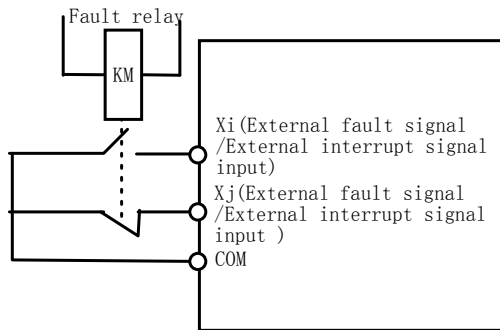 Fault relay
KM
Xi(External fault signal
/External interrupt signal
input)
Xj(External fault signal
/External interrupt signal
input )
COM